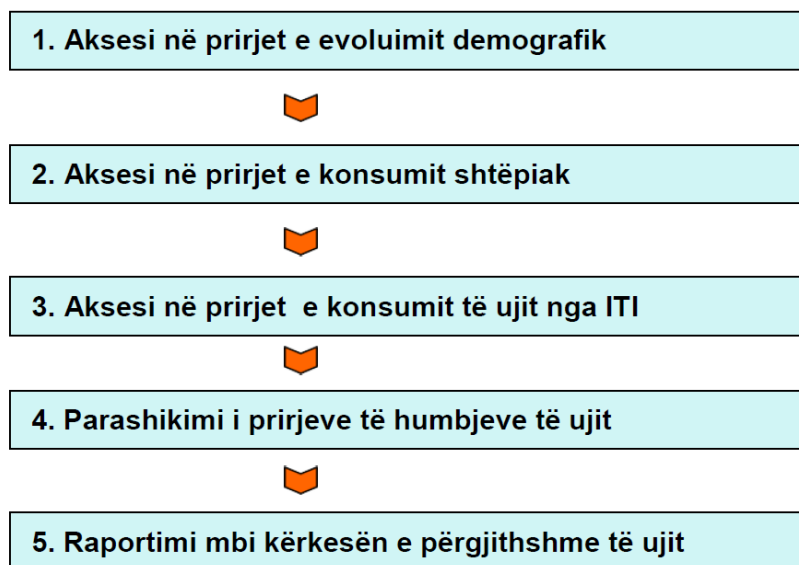 1. Aksesi në prirjet e evoluimit demografik
2. Aksesi në prirjet e konsumit shtëpiak
3. Aksesi në prirjet e konsumit të ujit nga ITI
4. Parashikimi i prirjeve të humbjeve të ujit
5. Raportimi mbi kërkesën e përgjithshme të ujit